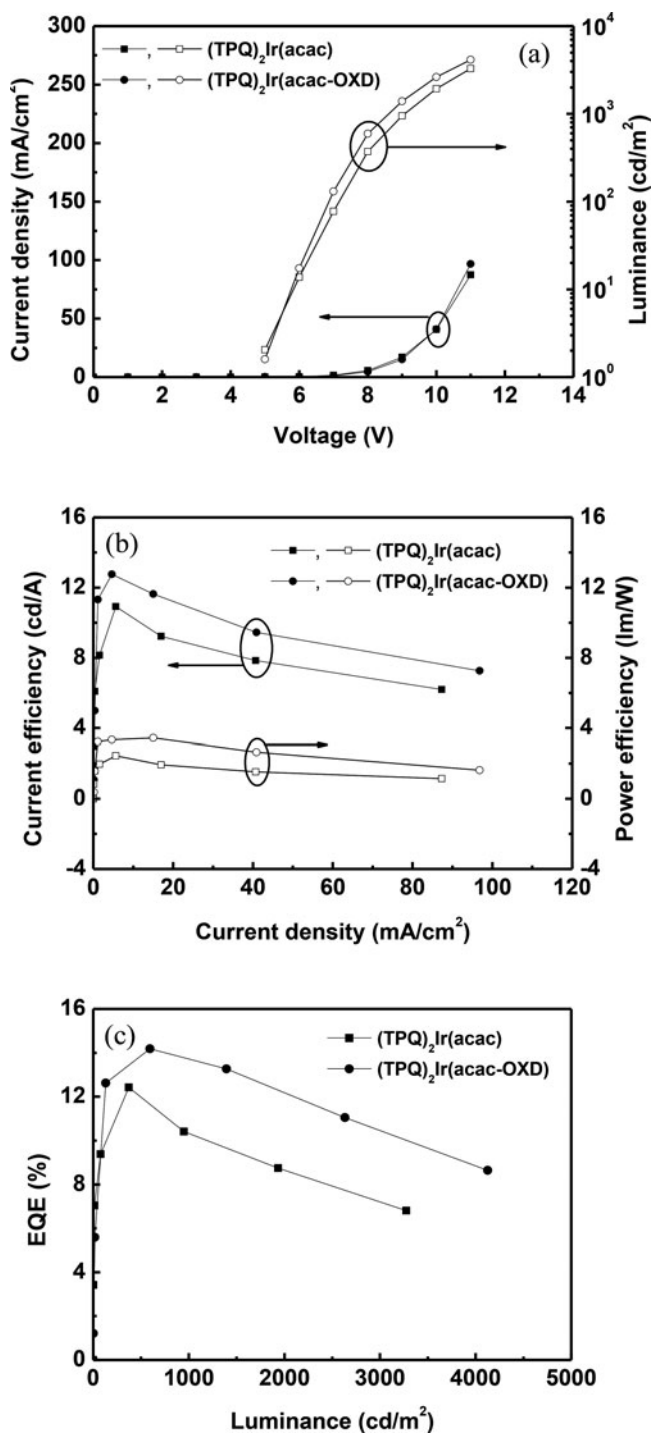 (a)
■, □ (TPQ)₂Ir(acac)
●, ○ (TPQ)₂Ir(acac-OXD)
Current density (mA/cm²)
300
250
200
150
100
50
0
Luminance (cd/m²)
10⁴
10³
10²
10¹
10⁰
0 2 4 6 8 10 12 14
Voltage (V)
(b)
■, □ (TPQ)₂Ir(acac)
●, ○ (TPQ)₂Ir(acac-OXD)
Current efficiency (cd/A)
16
12
8
4
0
-4
Power efficiency (lm/W)
16
12
8
4
0
-4
0 20 40 60 80 100 120
Current density (mA/cm²)
(c)
■ (TPQ)₂Ir(acac)
● (TPQ)₂Ir(acac-OXD)
EQE (%)
16
12
8
4
0
0 1000 2000 3000 4000 5000
Luminance (cd/m²)